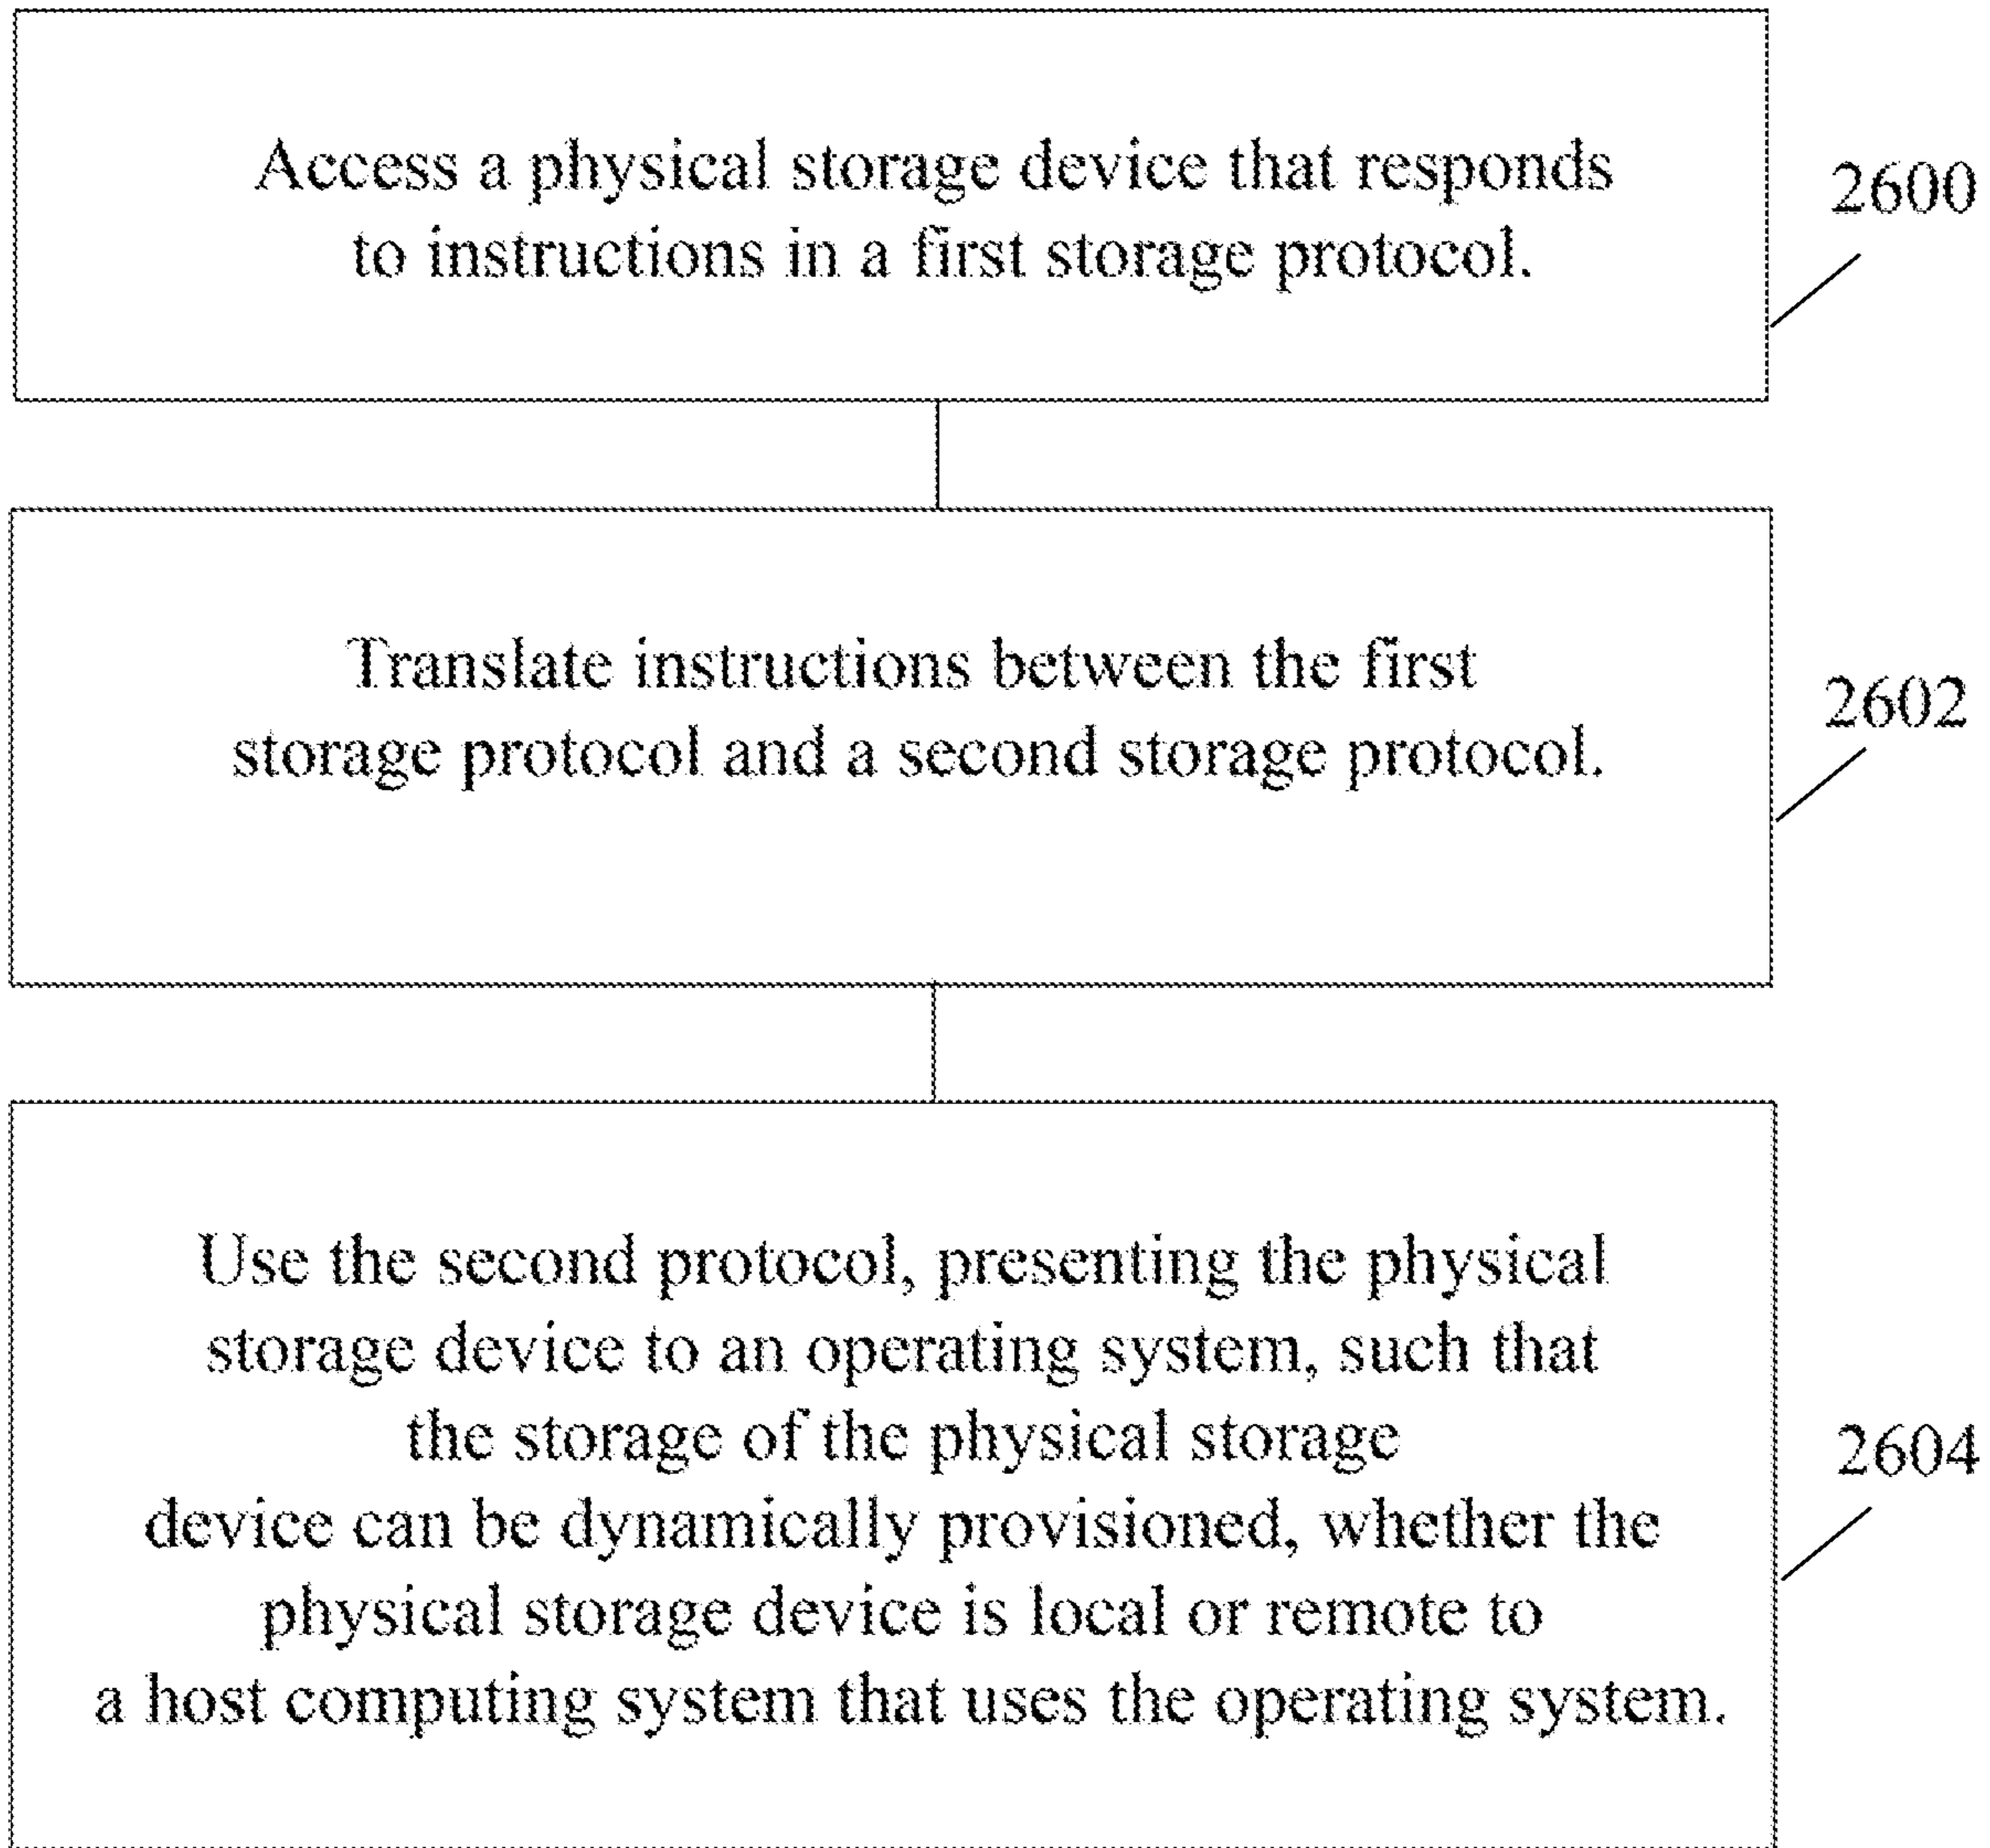 Access a physical storage device that responds
to instructions in a first storage protocol.
2600
Translate instructions between the first
storage protocol and a second storage protocol.
2602
Use the second protocol, presenting the physical
storage device to an operating system, such that
the storage of the physical storage
device can be dynamically provisioned, whether the
physical storage device is local or remote to
a host computing system that uses the operating system.
2604